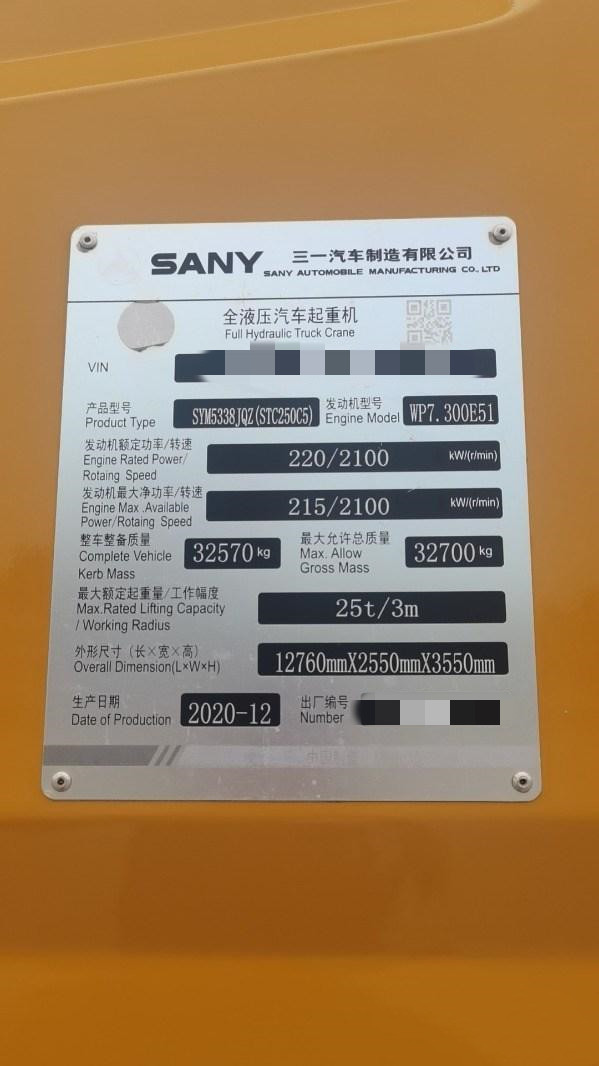 SANY 三一汽车制造有限公司
SANY AUTOMOBILE MANUFACTURING CO., LTD
全液压汽车起重机
Full Hydraulic Truck Crane
VIN
产品型号 SYM5338JQZ(STC250C5) 发动机型号 WP7.300E51
Product Type Engine Model
发动机额定功率/转速
Engine Rated Power/ 220/2100 kW/(r/min)
Rotaing Speed
发动机最大净功率/转速
Engine Max .Available 215/2100 kW/(r/min)
Power/Rotaing Speed
整车整备质量 最大允许总质量
Complete Vehicle 32570 kg Max. Allow 32700 kg
Kerb Mass Gross Mass
最大额定起重量/工作幅度
Max.Rated Lifting Capacity 25t/3m
/ Working Radius
外形尺寸（长×宽×高）
Overall Dimension(L×W×H) 12760mmX2550mmX3550mm
生产日期 2020-12 出厂编号
Date of Production Number